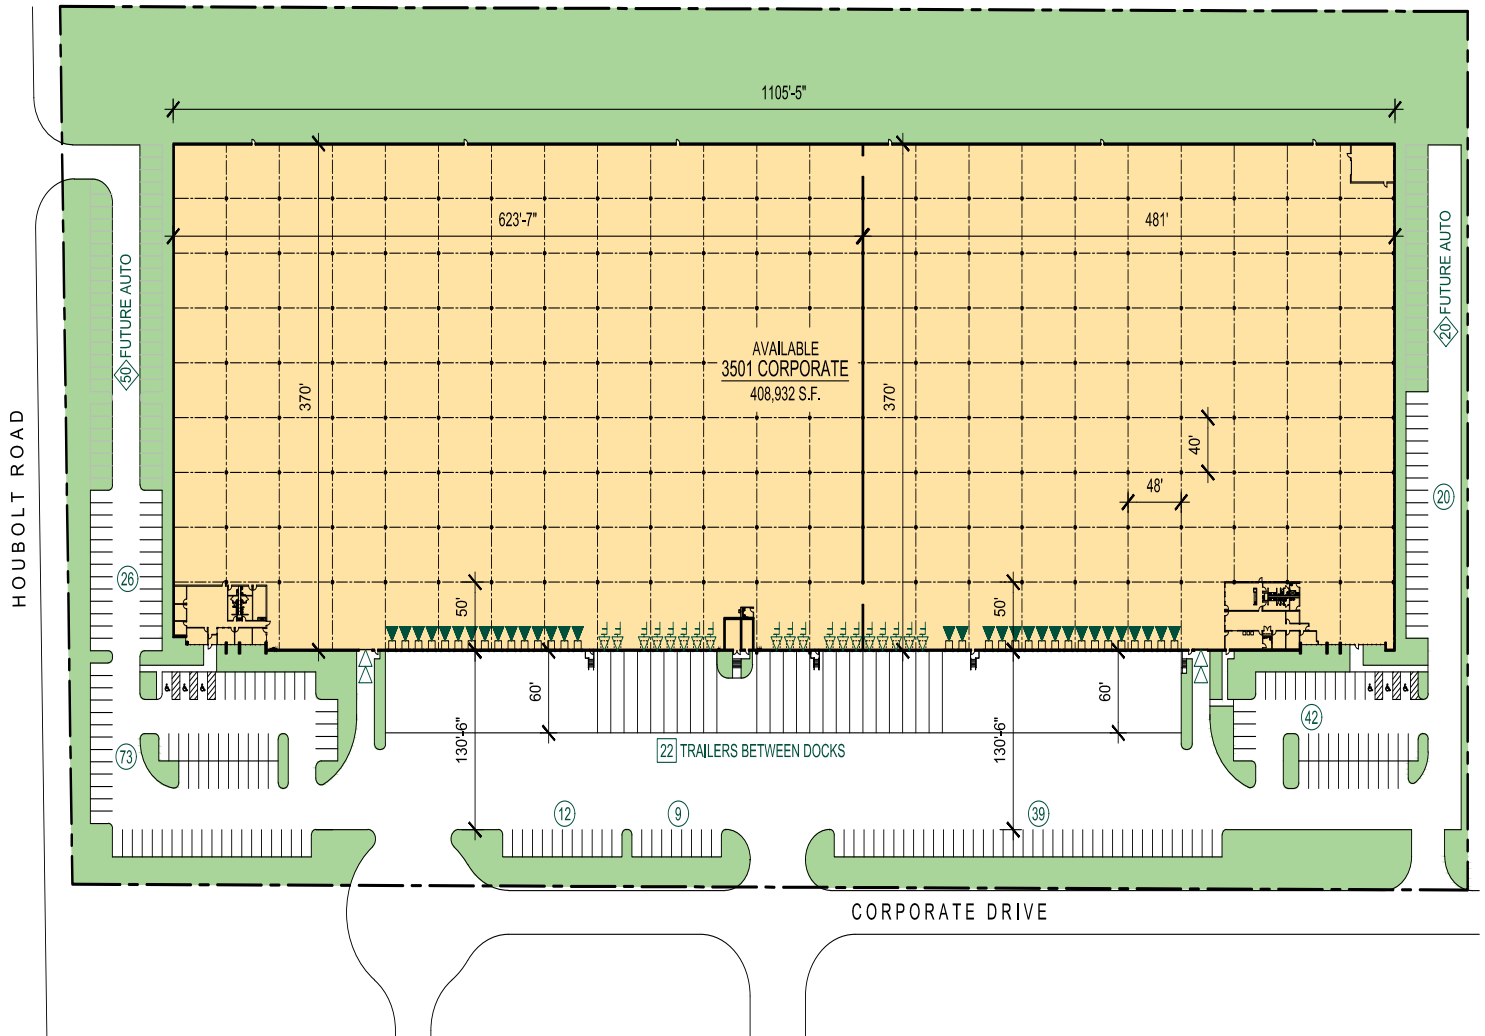 1105'-5"
623'-7"
481'
AVAILABLE
3501 CORPORATE
408,932 S.F.
370'
370'
40'
48'
50'
50'
60'
60'
130'-6"
130'-6"
50 FUTURE AUTO
20 FUTURE AUTO
HOUBOLT ROAD
26
20
73
42
22 TRAILERS BETWEEN DOCKS
12
9
39
CORPORATE DRIVE